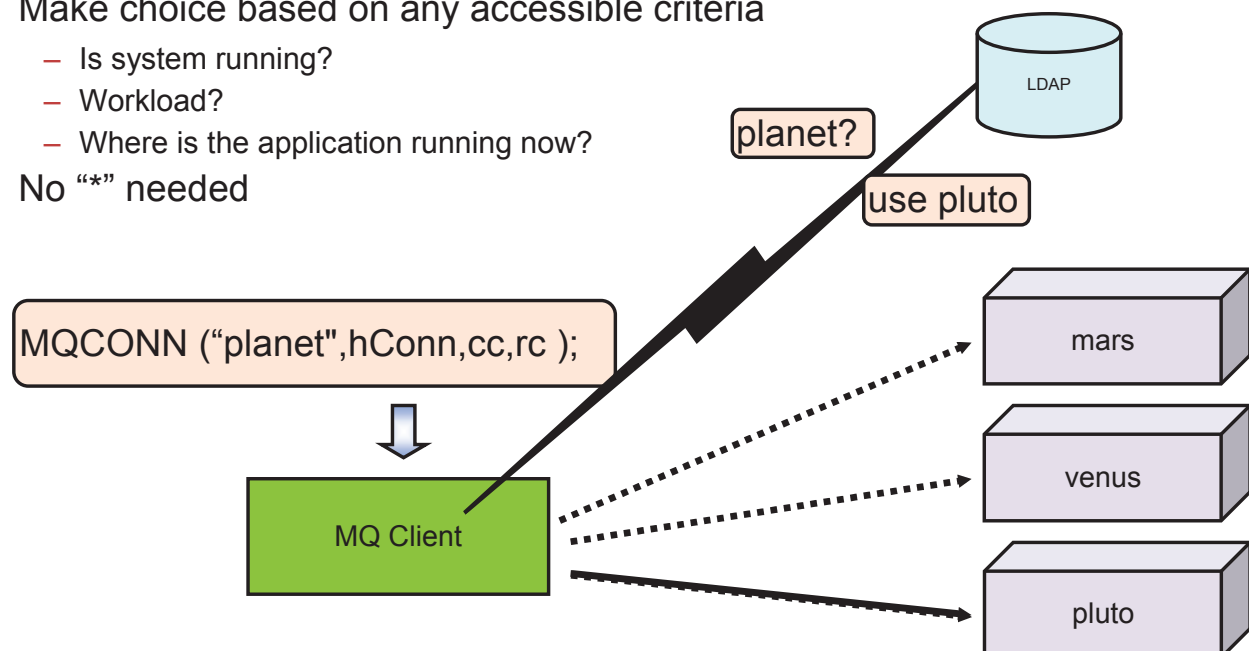 Make choice based on any accessible criteria
– Is system running?
– Workload?
– Where is the application running now?
No “*” needed
LDAP
planet?
use pluto
MQCONN (“planet",hConn,cc,rc );
MQ Client
mars
venus
pluto